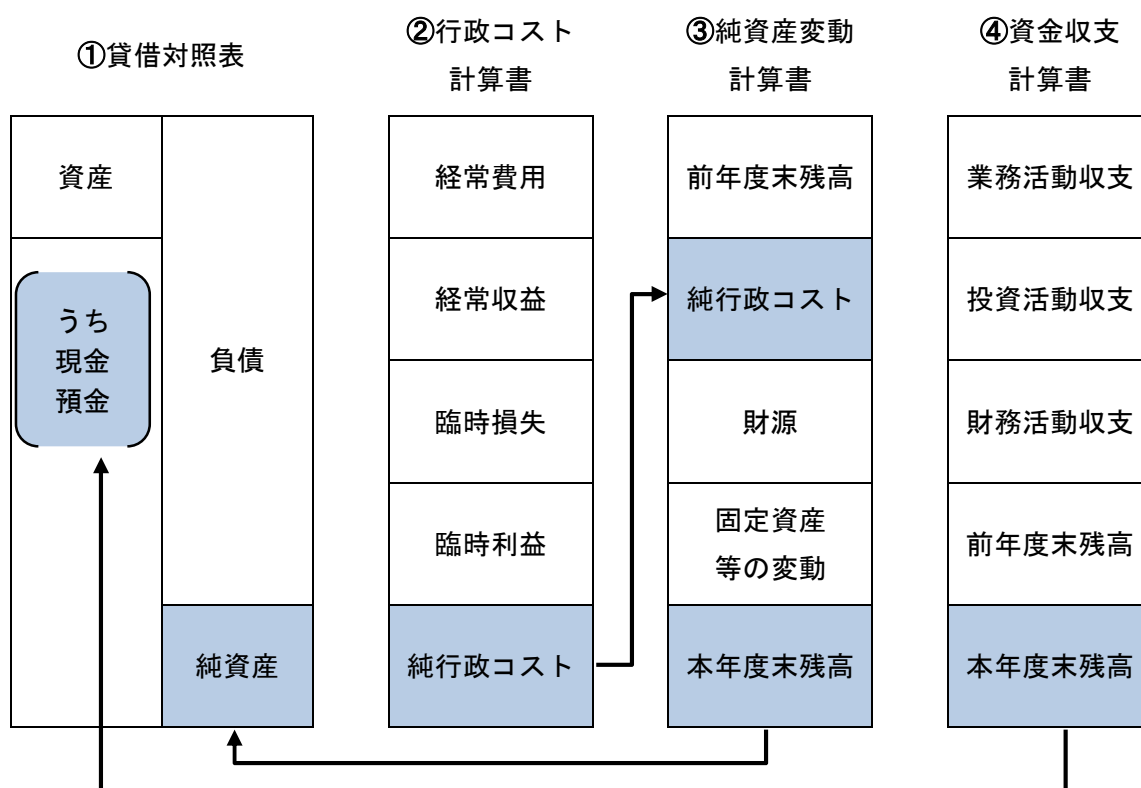 ①貸借対照表
②行政コスト
計算書
③純資産変動
計算書
④資金収支
計算書
資産
うち
現金
預金
負債
純資産
経常費用
経常収益
臨時損失
臨時利益
純行政コスト
前年度末残高
純行政コスト
財源
固定資産
等の変動
本年度末残高
業務活動収支
投資活動収支
財務活動収支
前年度末残高
本年度末残高